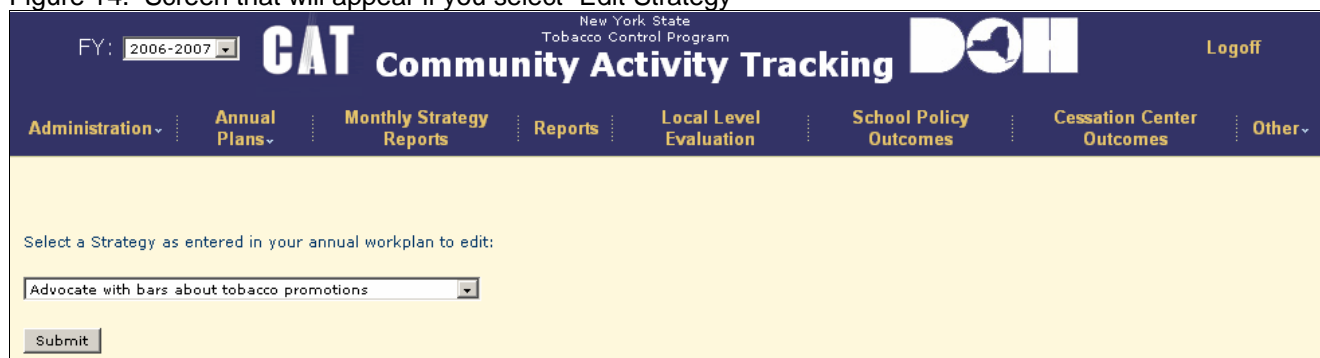 Figure 14. Screen that will appear if you select "Edit Strategy"
New York State
Tobacco Control Program
FY: 2006-2007 CAT Community Activity Tracking DOH Logoff
Administration Annual Plans Monthly Strategy Reports Reports Local Level Evaluation School Policy Outcomes Cessation Center Outcomes Other
Select a Strategy as entered in your annual workplan to edit:
Advocate with bars about tobacco promotions
Submit